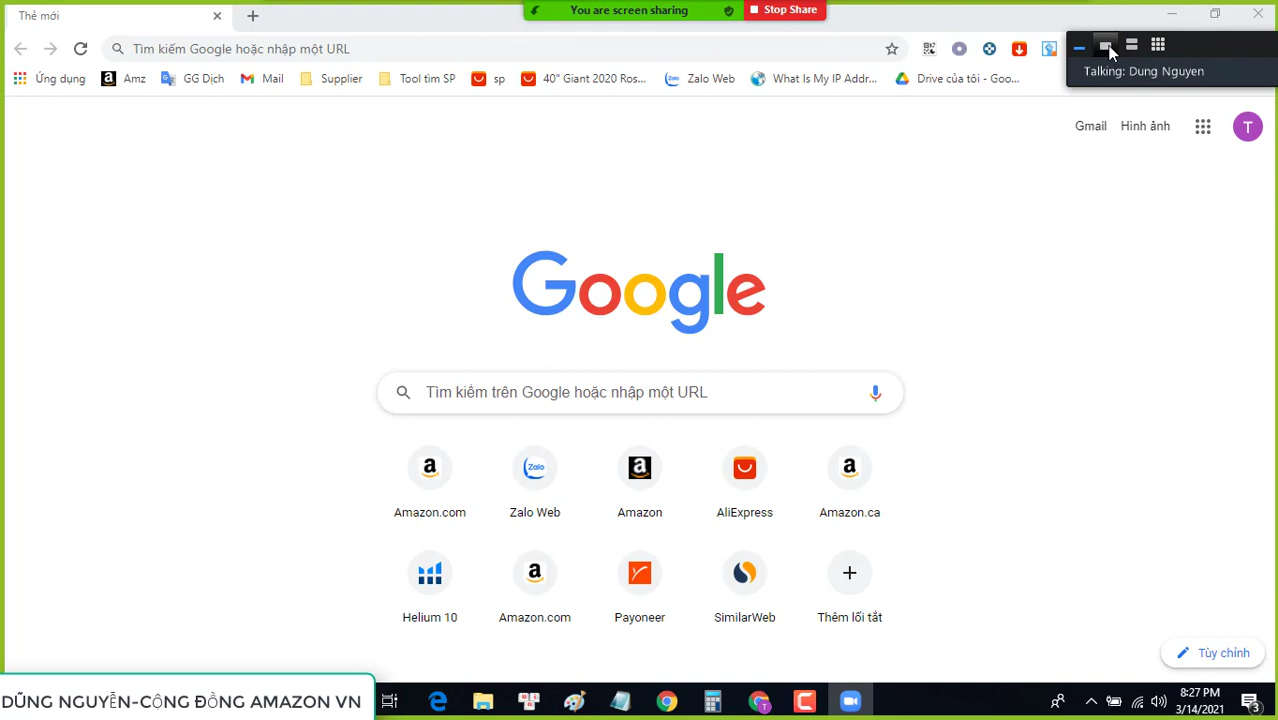 Thẻ mới
You are screen sharing
Stop Share
Tìm kiếm Google hoặc nhập một URL
Talking: Dung Nguyen
Ứng dụng
Amz
GG Dịch
Mail
Supplier
Tool tìm SP
sp
40" Giant 2020 Ros...
Zalo Web
What Is My IP Addr...
Drive của tôi – Goo...
Gmail
Hình ảnh
T
Google
Tìm kiếm trên Google hoặc nhập một URL
Zalo
Amazon.com
Zalo Web
Amazon
AliExpress
Amazon.ca
Helium 10
Amazon.com
Payoneer
SimilarWeb
Thêm lối tắt
Tùy chỉnh
DŨNG NGUYỄN-CỘNG ĐỒNG AMAZON VN
8:27 PM
3/14/2021
3